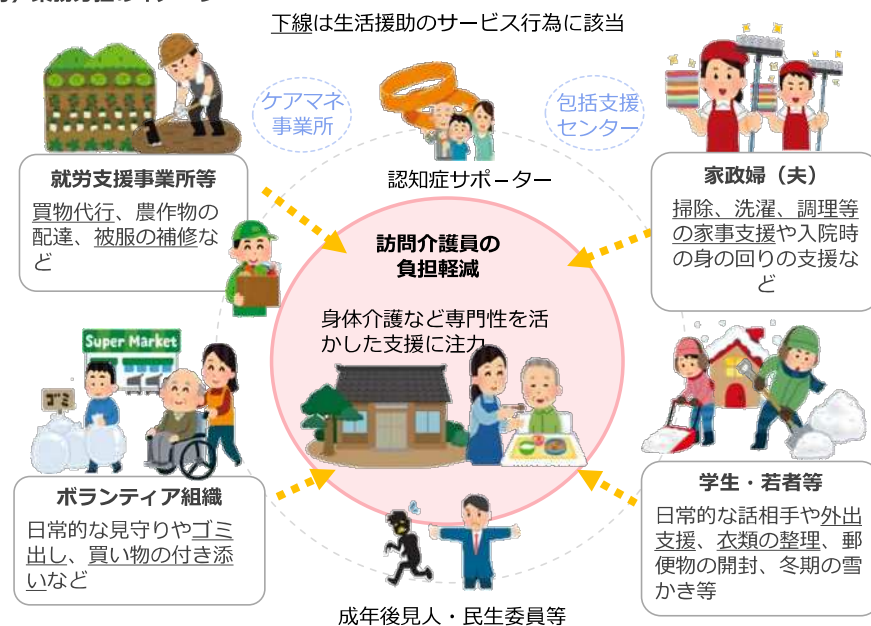 下線は生活援助のサービス行為に該当
ケアマネ
事業所
包括支援
センター
認知症サポーター
就労支援事業所等
買物代行、農作物の
配達、被服の補修な
ど
家政婦（夫）
掃除、洗濯、調理等
の家事支援や入院時
の身の回りの支援な
ど
訪問介護員の
負担軽減
身体介護など専門性を活
かした支援に注力
Super Market
ゴミ
ボランティア組織
日常的な見守りやゴミ
出し、買い物の付き添
いなど
学生・若者等
日常的な話相手や外出
支援、衣類の整理、郵
便物の開封、冬期の雪
かき等
成年後見人・民生委員等